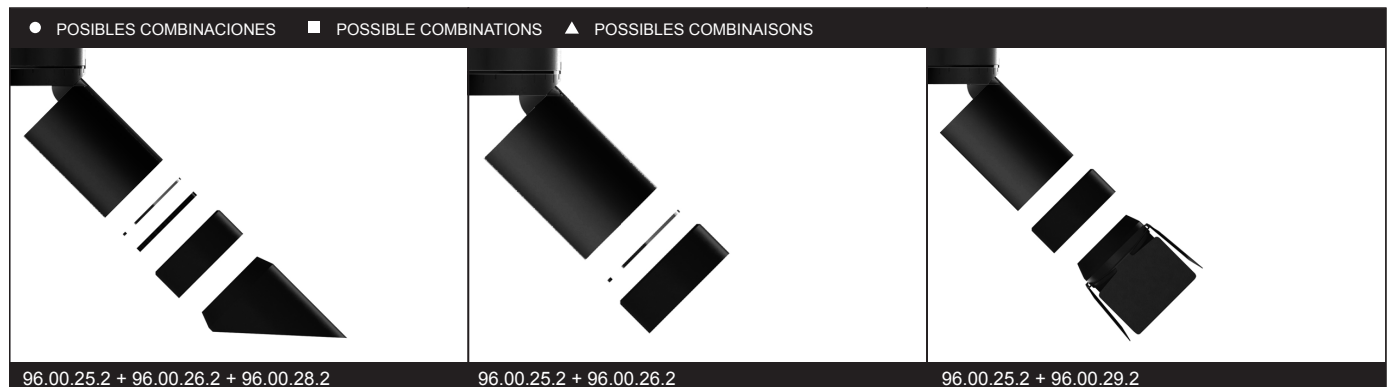 POSIBLES COMBINACIONES POSSIBLE COMBINATIONS POSSIBLES COMBINAISONS
96.00.25.2 + 96.00.26.2 + 96.00.28.2
96.00.25.2 + 96.00.26.2
96.00.25.2 + 96.00.29.2